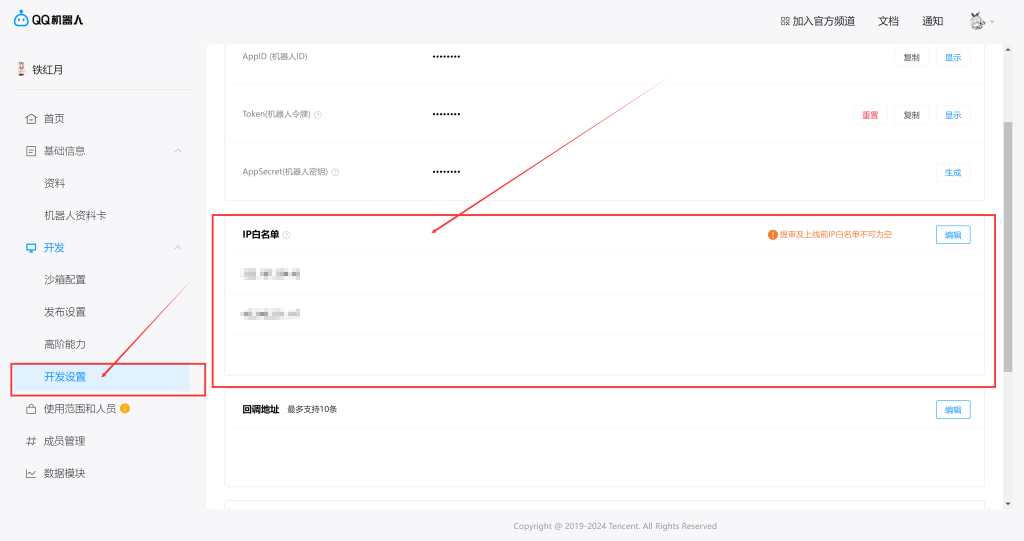 QQ机器人
加入官方频道 文档 通知
铁红月
首页
基础信息
资料
机器人资料卡
开发
沙箱配置
发布设置
高阶能力
开发设置
使用范围和人员
成员管理
数据模块
AppID (机器人ID) •••••••• 复制 显示
Token(机器人令牌) •••••••• 重置 复制 显示
AppSecret(机器人密钥) •••••••• 生成
IP白名单 提审及上线前IP白名单不可为空 编辑
回调地址 最多支持10条 编辑
Copyright @ 2019-2024 Tencent. All Rights Reserved